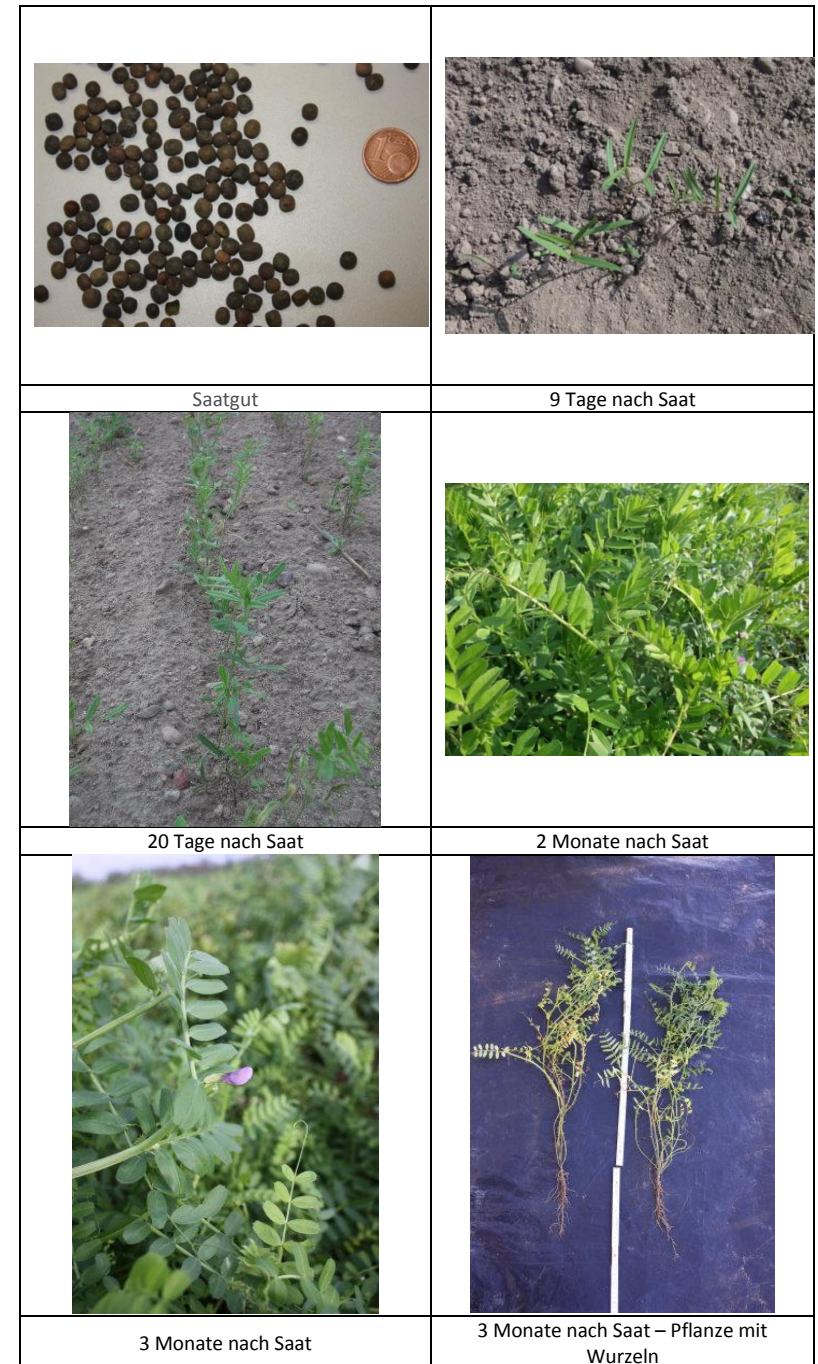 1
Saatgut
9 Tage nach Saat
20 Tage nach Saat
2 Monate nach Saat
3 Monate nach Saat
3 Monate nach Saat – Pflanze mit
Wurzeln